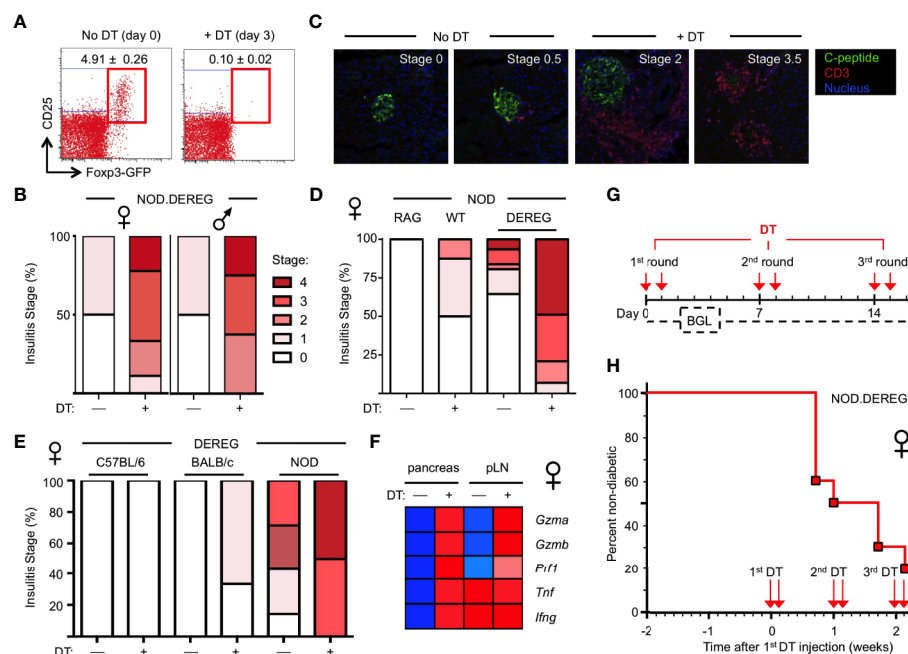 A
No DT (day 0)
+ DT (day 3)
4.91 ± 0.26
0.10 ± 0.02
CD25
Foxp3-GFP
C
No DT
+ DT
Stage 0
Stage 0.5
Stage 2
Stage 3.5
C-peptide
CD3
Nucleus
B
NOD.DEREG
♀
♂
Insulitis Stage (%)
100
50
Stage:
4
3
2
1
0
DT:
—
+
—
+
D
♀
NOD
RAG
WT
DEREG
Insulitis Stage (%)
100
75
50
25
DT:
—
—
+
—
+
G
DT
1st round
2nd round
3rd round
Day 0
7
14
BGL
E
♀
DEREG
C57BL/6
BALB/c
NOD
Insulitis Stage (%)
100
80
60
40
20
DT:
—
+
—
+
—
+
F
♀
pancreas
pLN
DT:
—
+
—
+
Gzma
Gzmb
Prf1
Tnf
Ifng
H
NOD.DEREG
♀
Percent non-diabetic
100
80
60
40
20
0
1st DT
2nd DT
3rd DT
-2
-1
0
1
2
Time after 1st DT injection (weeks)